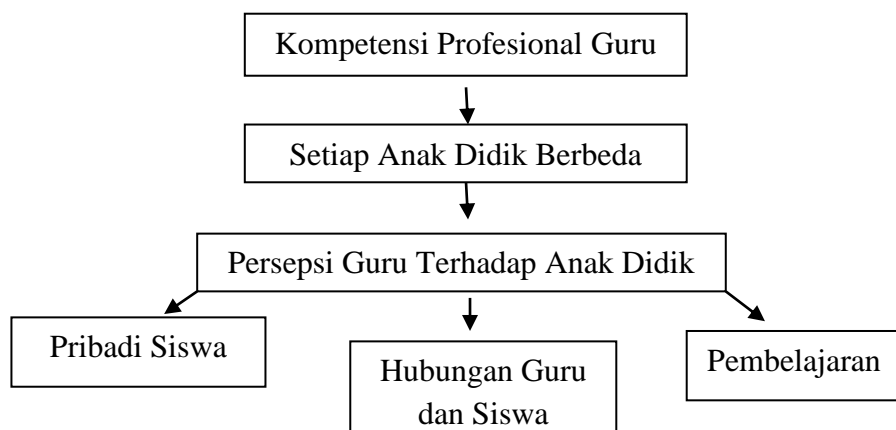 Kompetensi Profesional Guru
Setiap Anak Didik Berbeda
Persepsi Guru Terhadap Anak Didik
Pribadi Siswa
Hubungan Guru
dan Siswa
Pembelajaran